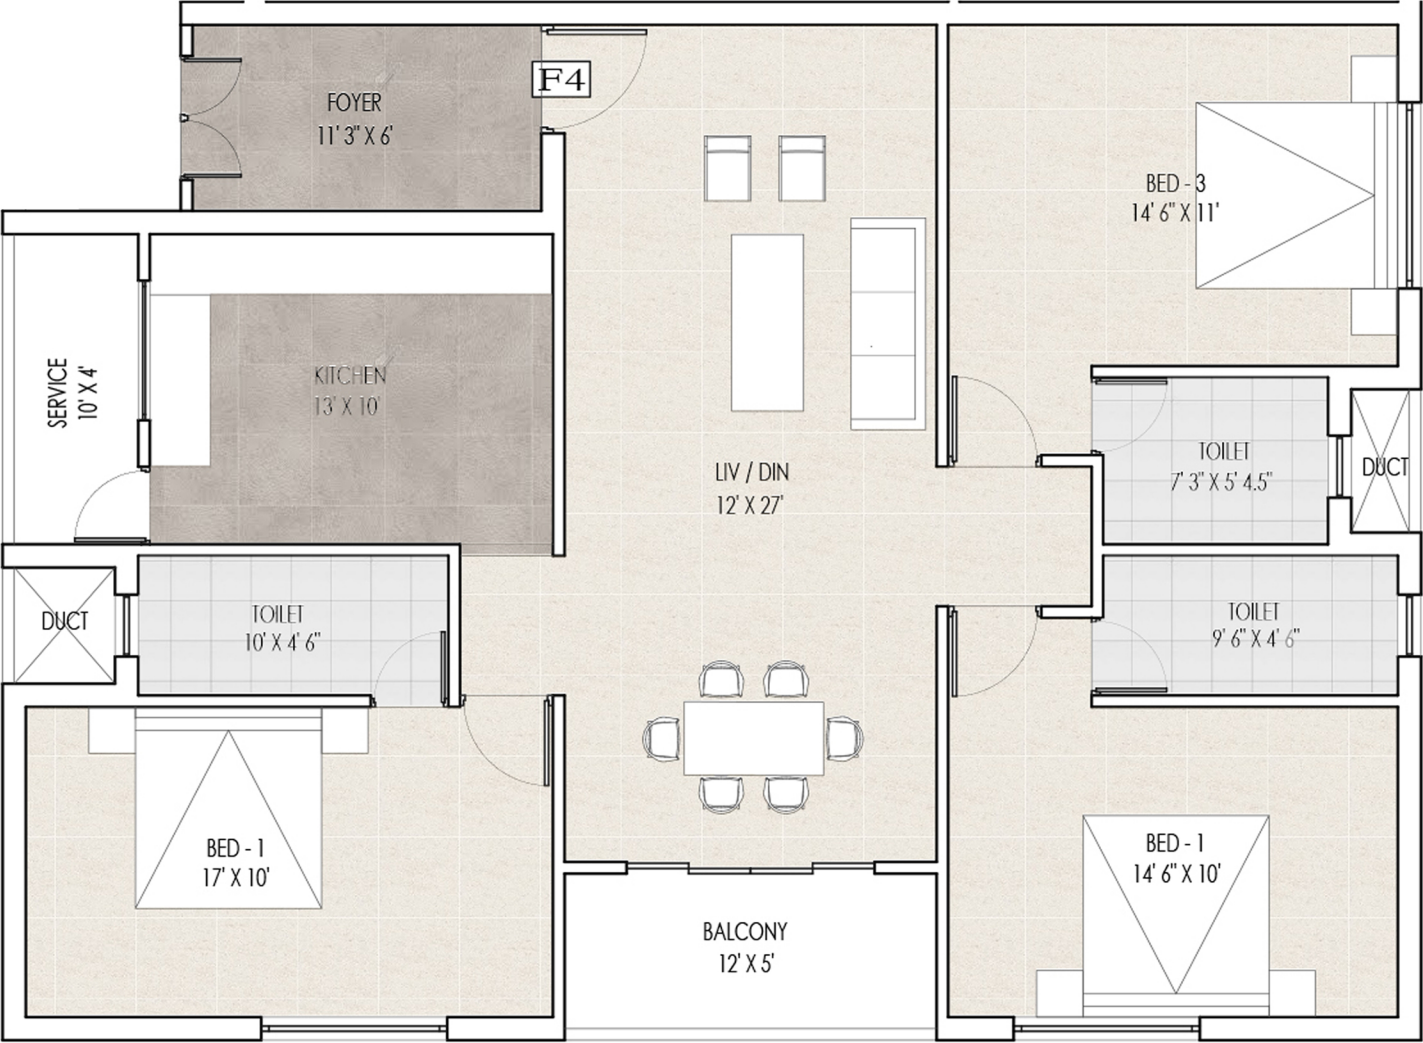 F4
FOYER
11' 3" X 6'
BED - 3
14' 6" X 11'
SERVICE
10' X 4'
KITCHEN
13' X 10'
LIV / DIN
12' X 27'
TOILET
7' 3" X 5' 4.5"
DUCT
DUCT
TOILET
10' X 4' 6"
TOILET
9' 6" X 4' 6"
BED - 1
17' X 10'
BED - 1
14' 6" X 10'
BALCONY
12' X 5'